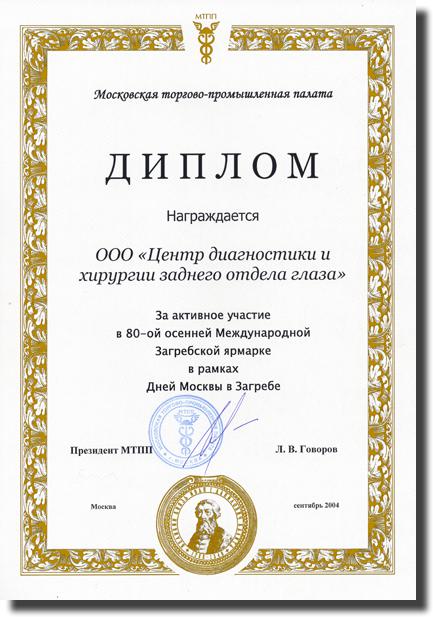 МТПП
Московская торгово-промышленная палата
ДИПЛОМ
Награждается
ООО «Центр диагностики и
хирургии заднего отдела глаза»
За активное участие
в 80-ой осенней Международной
Загребской ярмарке
в рамках
Дней Москвы в Загребе
МТПП
Президент МТПП
Л. В. Говоров
Москва
сентябрь 2004